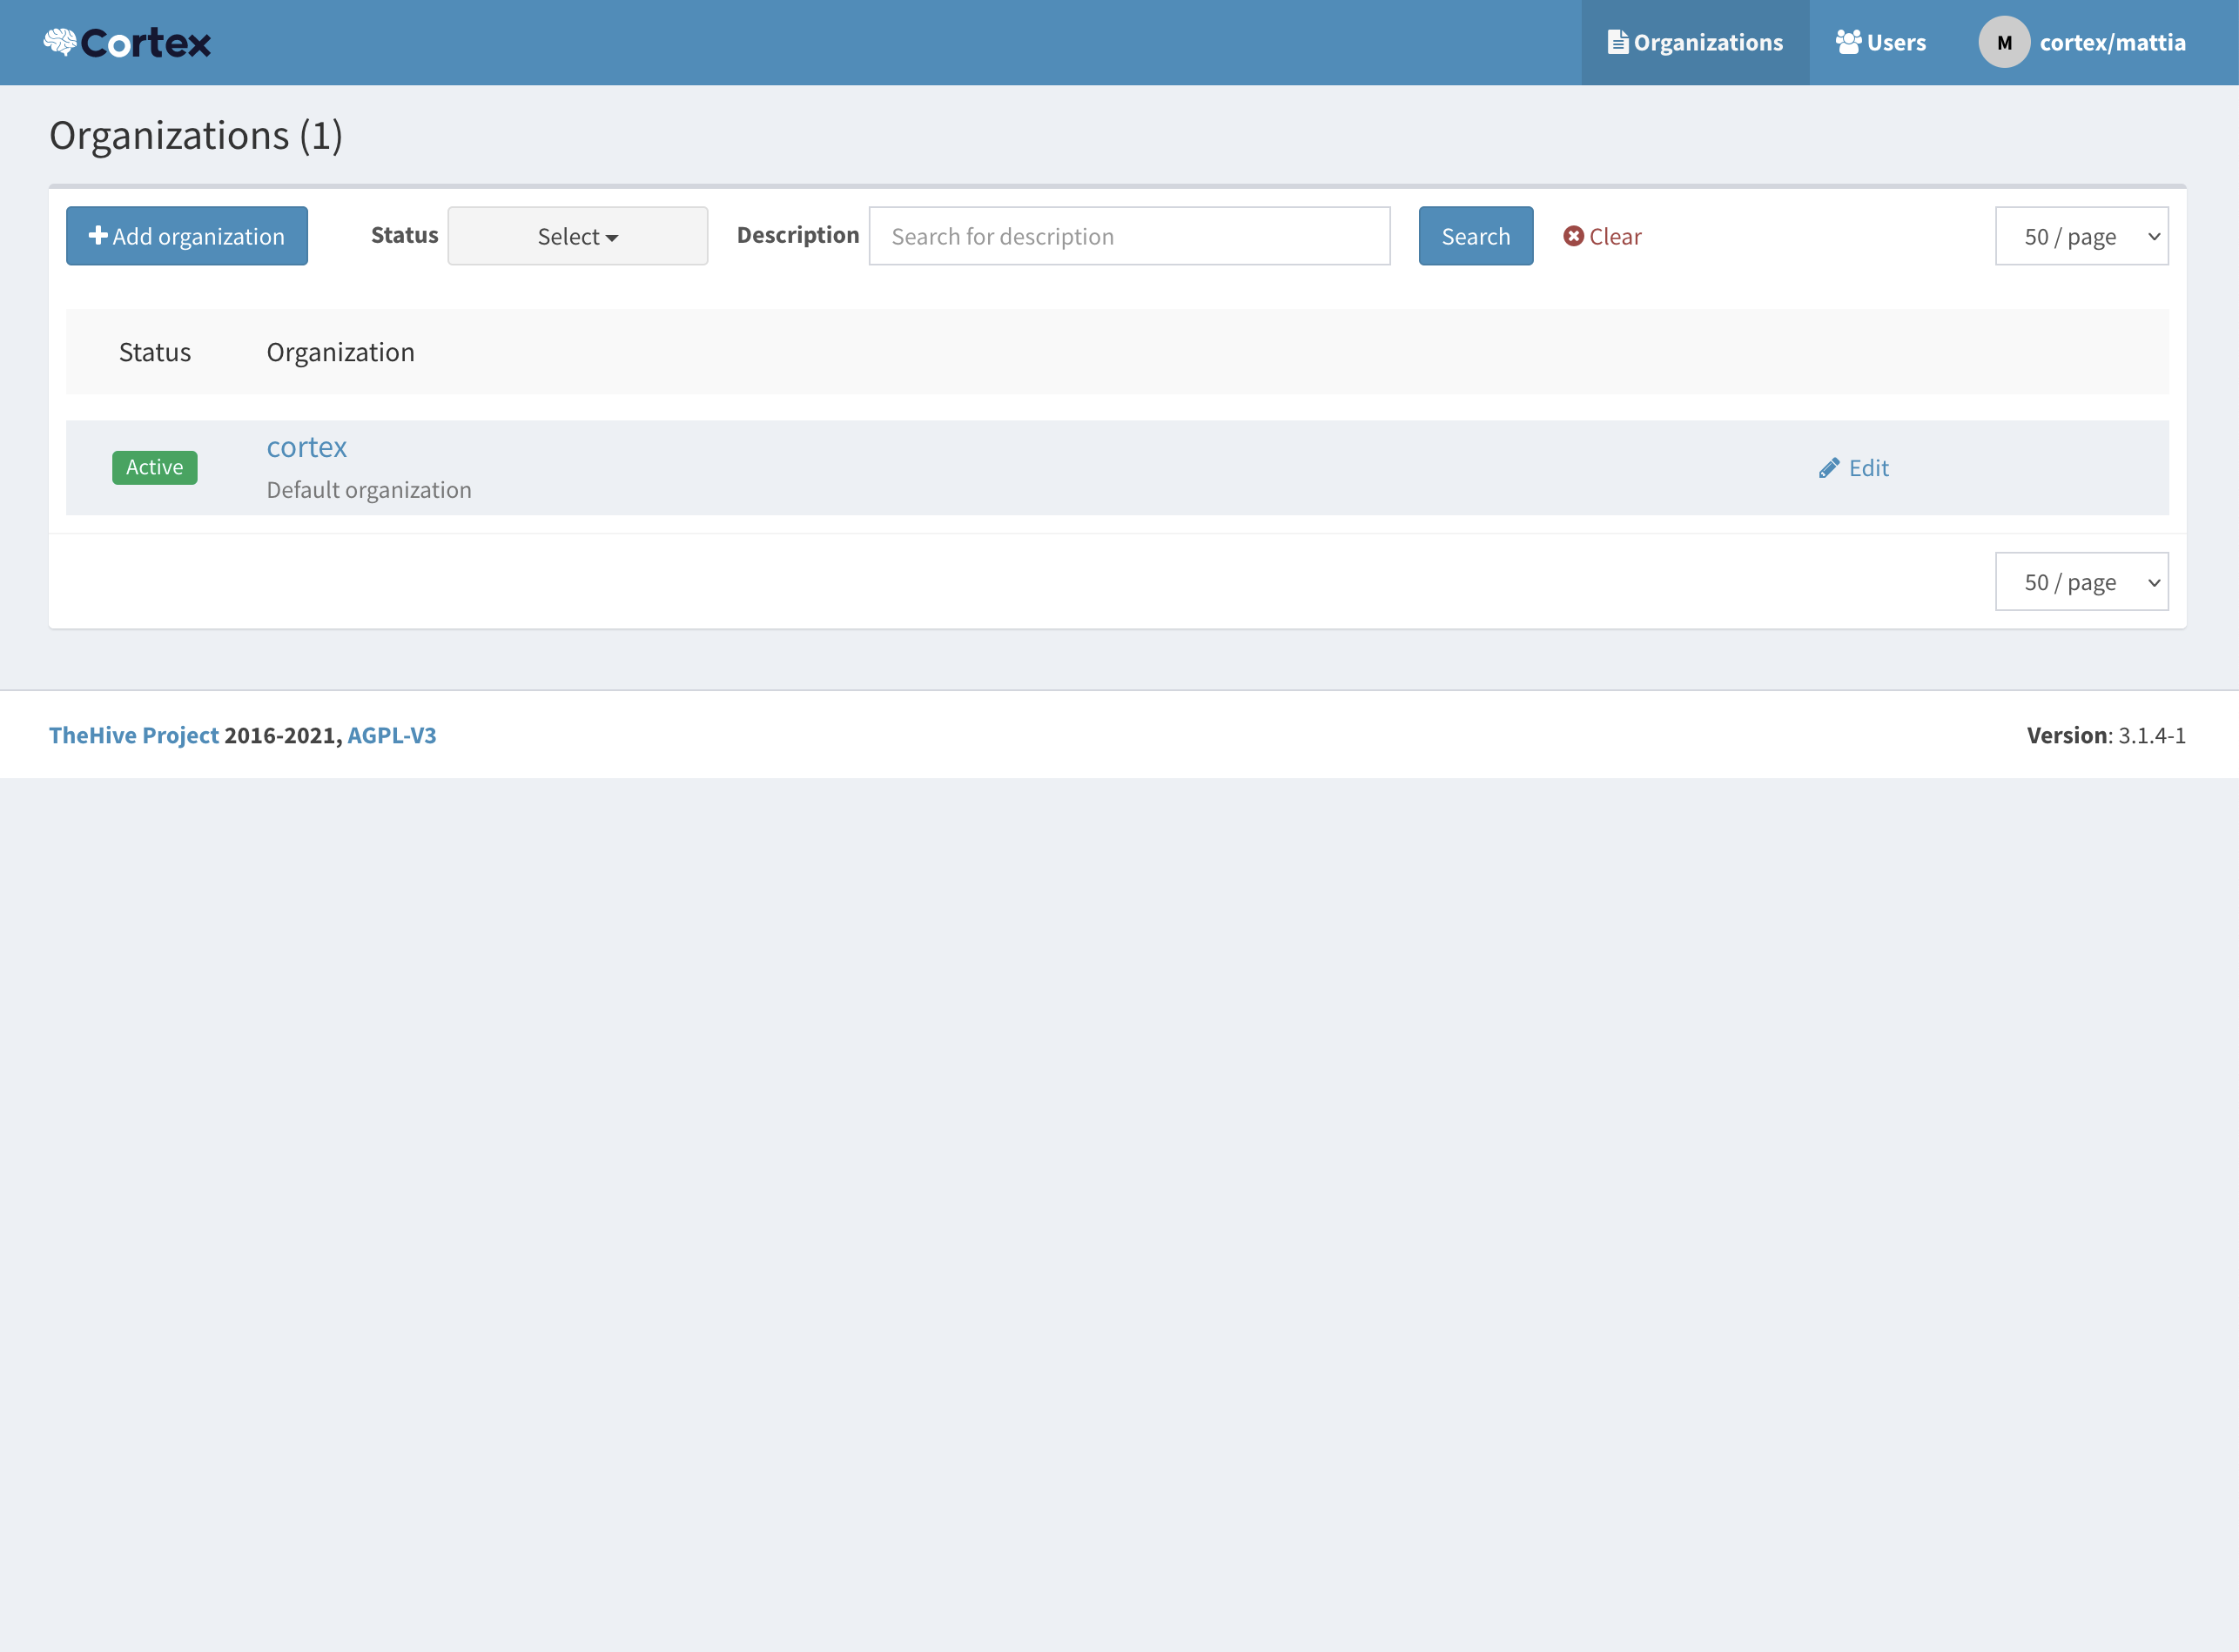 Cortex
Organizations
Users
M
cortex/mattia
Organizations (1)
Add organization
Status
Select
Description
Search for description
Search
Clear
50 / page
Status
Organization
Active
cortex
Default organization
Edit
50 / page
TheHive Project 2016-2021, AGPL-V3
Version: 3.1.4-1